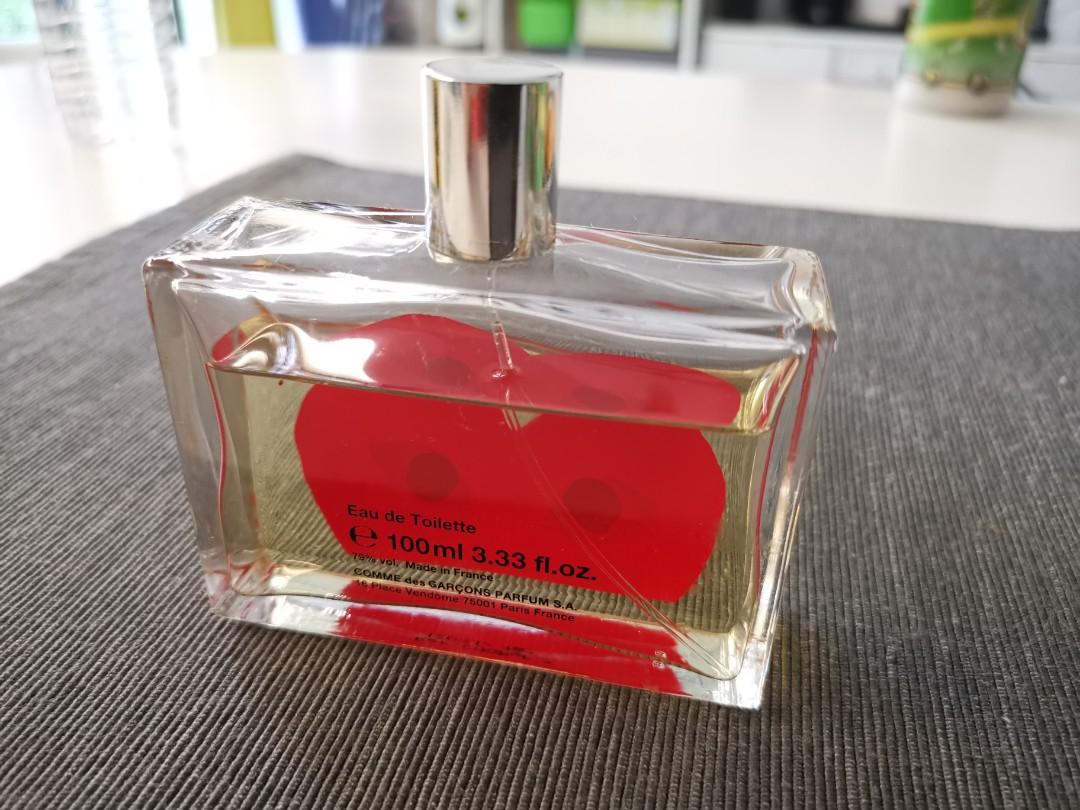 Eau de Toilette
℮ 100ml 3.33 fl.oz.
79% vol. Made in France
COMME des GARÇONS PARFUM S.A.
16 Place Vendôme 75001 Paris France